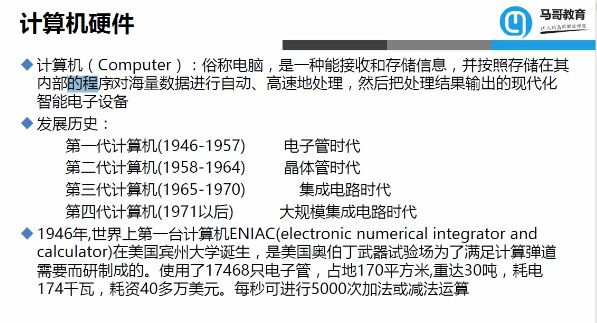 计算机硬件
马哥教育
IT人的高薪职业学院
计算机（Computer）：俗称电脑，是一种能接收和存储信息，并按照存储在其
内部的程序对海量数据进行自动、高速地处理，然后把处理结果输出的现代化
智能电子设备
发展历史：
第一代计算机(1946-1957) 电子管时代
第二代计算机(1958-1964) 晶体管时代
第三代计算机(1965-1970) 集成电路时代
第四代计算机(1971以后) 大规模集成电路时代
1946年,世界上第一台计算机ENIAC(electronic numerical integrator and
calculator)在美国宾州大学诞生，是美国奥伯丁武器试验场为了满足计算弹道
需要而研制成的。使用了17468只电子管，占地170平方米,重达30吨，耗电
174千瓦，耗资40多万美元。每秒可进行5000次加法或减法运算